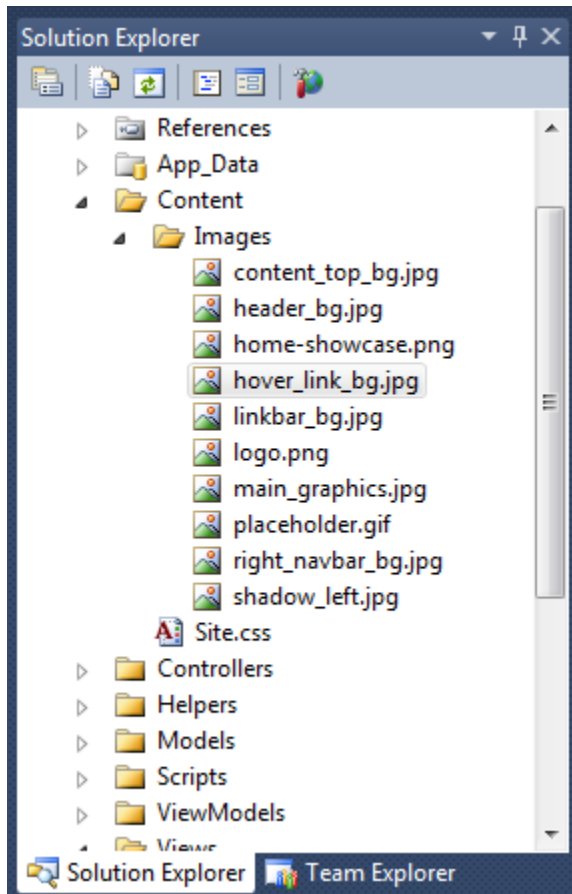 Solution Explorer
References
App_Data
Content
Images
content_top_bg.jpg
header_bg.jpg
home-showcase.png
hover_link_bg.jpg
linkbar_bg.jpg
logo.png
main_graphics.jpg
placeholder.gif
right_navbar_bg.jpg
shadow_left.jpg
Site.css
Controllers
Helpers
Models
Scripts
ViewModels
Views
Solution Explorer Team Explorer